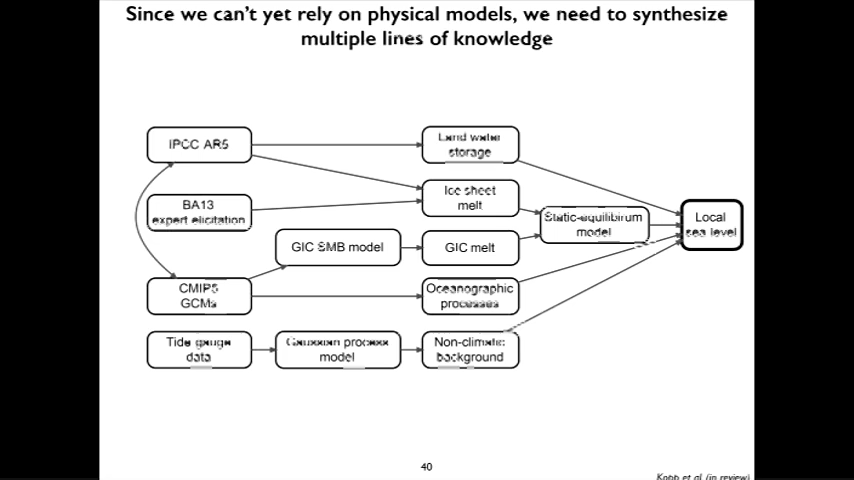 Since we can't yet rely on physical models, we need to synthesize
multiple lines of knowledge
IPCC AR5
Land water
storage
BA13
expert elicitation
Ice sheet
melt
Static-equilibirum
model
Local
sea level
GIC SMB model
GIC melt
CMIP5
GCMs
Oceanographic
processes
Tide gauge
data
Gaussian process
model
Non-climatic
background
40
Kopp et al. (in review)